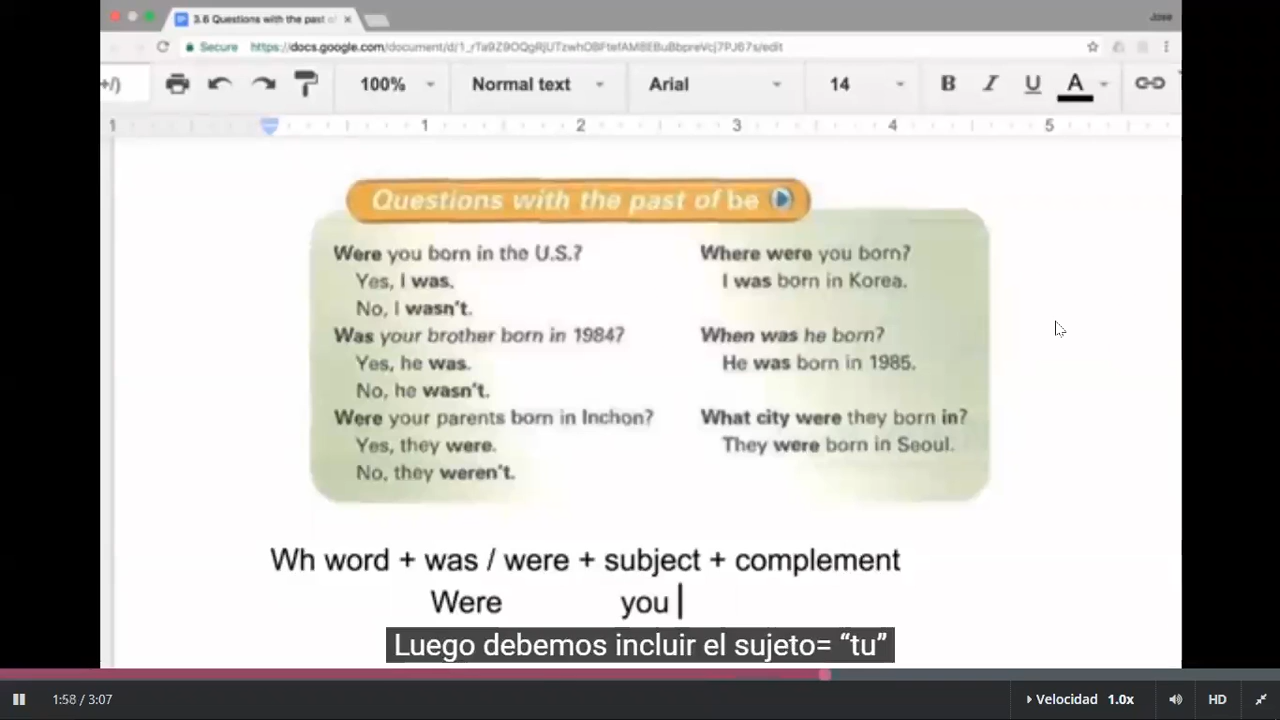 3.6 Questions with the past o
Jose
Secure
100% Normal text Arial 14 B I U A
1 1 2 3 4 5
Questions with the past of be
Were you born in the U.S.?
Yes, I was.
No, I wasn't.
Was your brother born in 1984?
Yes, he was.
No, he wasn't.
Were your parents born in Inchon?
Yes, they were.
No, they weren't.
Where were you born?
I was born in Korea.
When was he born?
He was born in 1985.
What city were they born in?
They were born in Seoul.
Wh word + was / were + subject + complement
Were you
Luego debemos incluir el sujeto= “tu”
1:58 / 3:07
Velocidad 1.0x HD